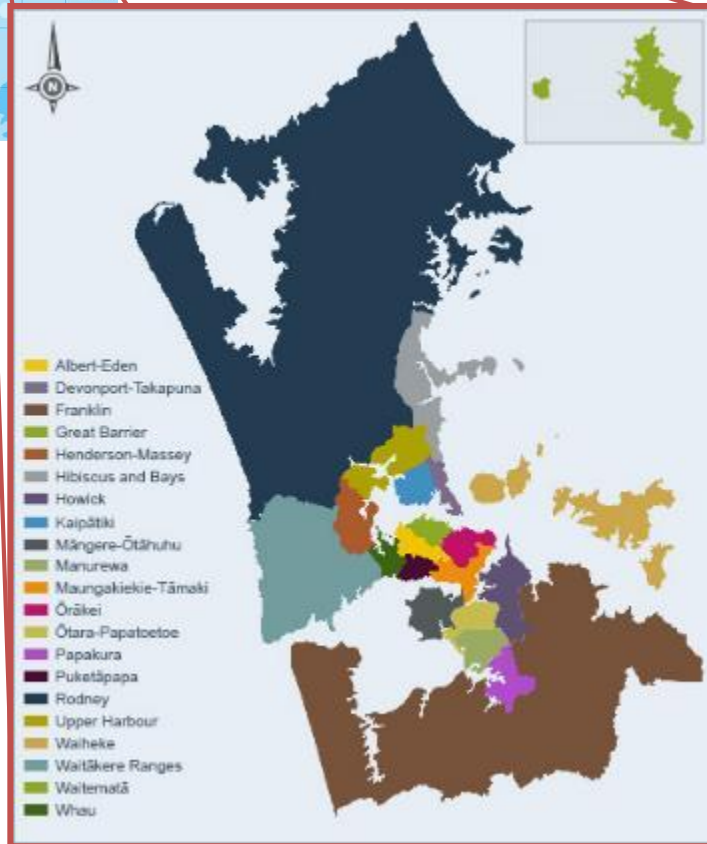 N
Albert-Eden
Devonport-Takapuna
Franklin
Great Barrier
Henderson-Massey
Hibiscus and Bays
Howick
Kaipātiki
Māngere-Ōtāhuhu
Manurewa
Maungakiekie-Tāmaki
Ōrākei
Ōtara-Papatoetoe
Papakura
Puketāpapa
Rodney
Upper Harbour
Waiheke
Waitākere Ranges
Waitematā
Whau